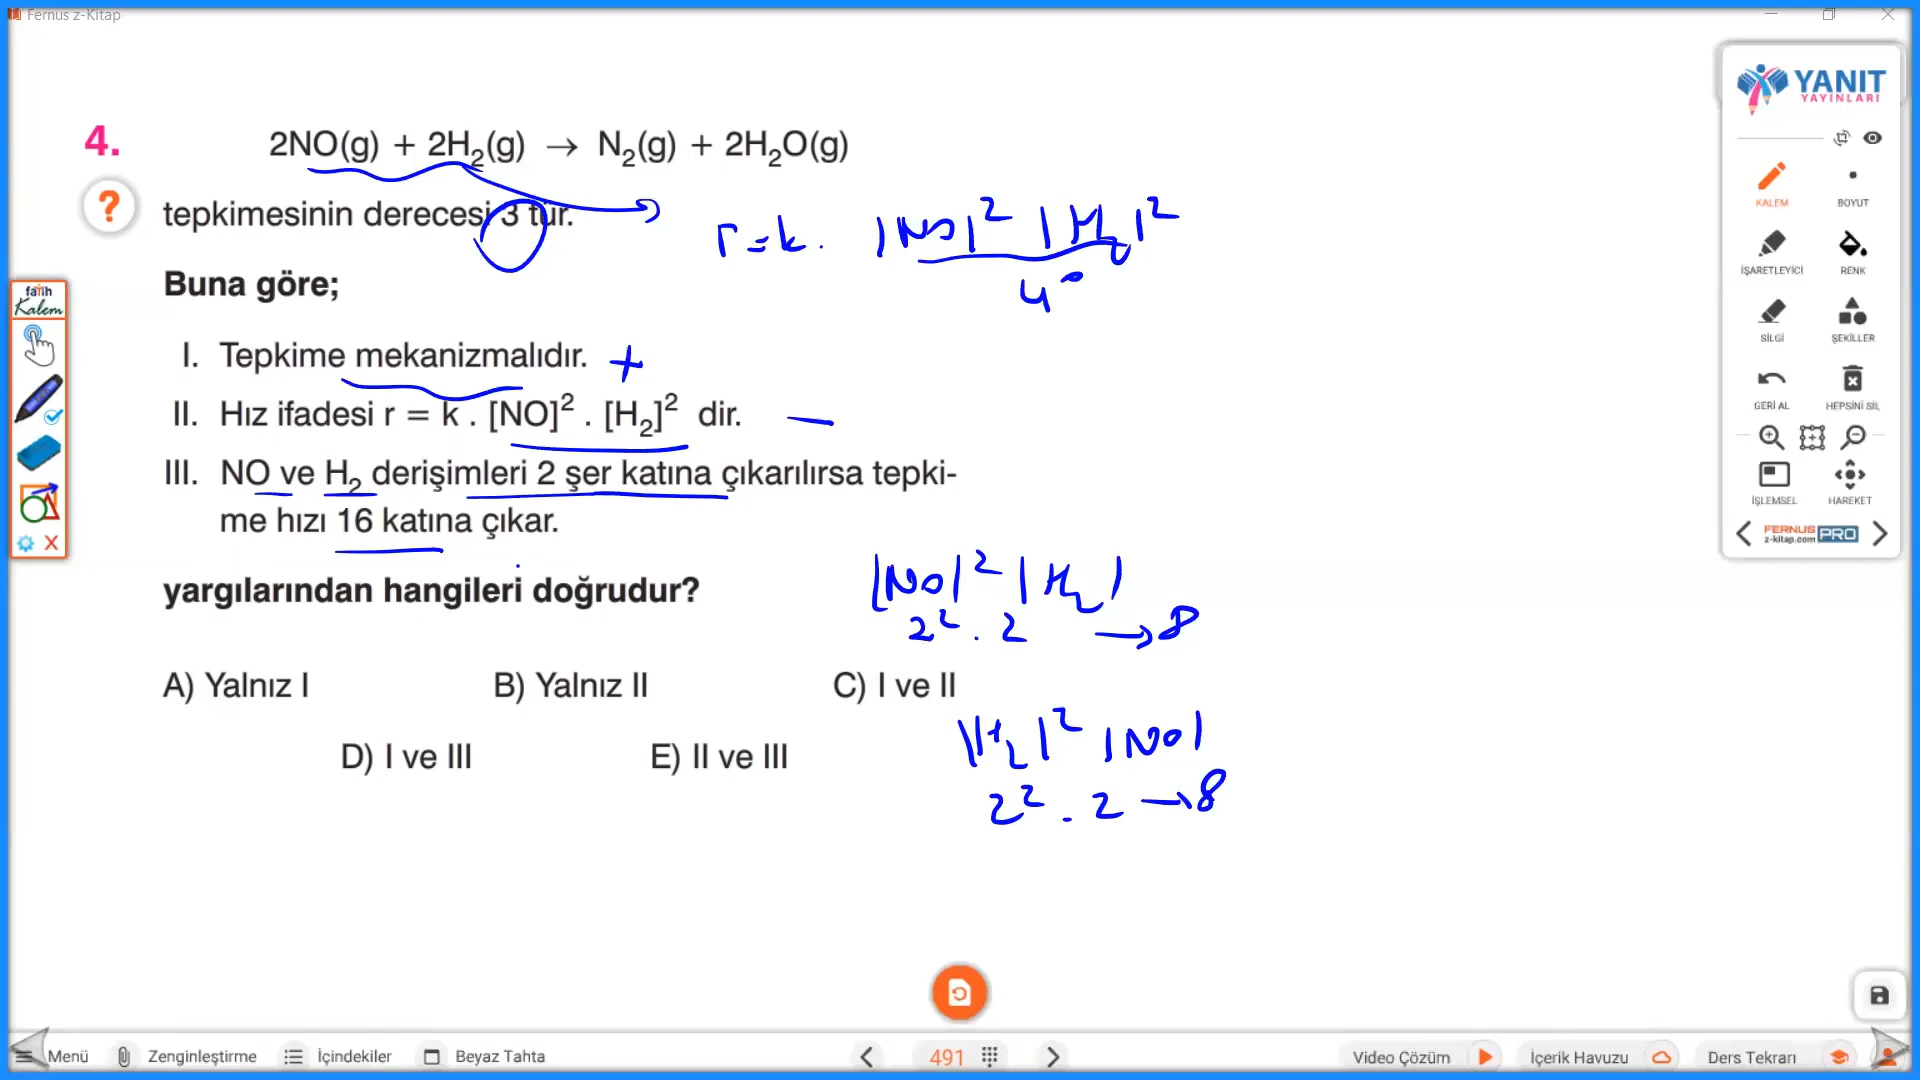 Fernus z-Kitap
4. 2NO(g) + 2H₂(g) → N₂(g) + 2H₂O(g)
? tepkimesinin derecesi 3 tür.
r = k . |NO|² |H₂|²
4°
Buna göre;
I. Tepkime mekanizmalıdır. +
II. Hız ifadesi r = k . [NO]² . [H₂]² dir. —
III. NO ve H₂ derişimleri 2 şer katına çıkarılırsa tepki-
me hızı 16 katına çıkar.
yargılarından hangileri doğrudur?
|NO|² |H₂|
2² . 2 → 8
A) Yalnız I B) Yalnız II C) I ve II
D) I ve III E) II ve III
|H₂|² |NO|
2² . 2 → 8
fatih
Kalem
YANIT
YAYINLARI
KALEM BOYUT
İŞARETLEYİCİ RENK
SİLGİ ŞEKİLLER
GERİ AL HEPSİNİ SİL
İŞLEMSEL HAREKET
FERNUS PRO
z-kitap.com
Menü Zenginleştirme İçindekiler Beyaz Tahta 491 Video Çözüm İçerik Havuzu Ders Tekrarı